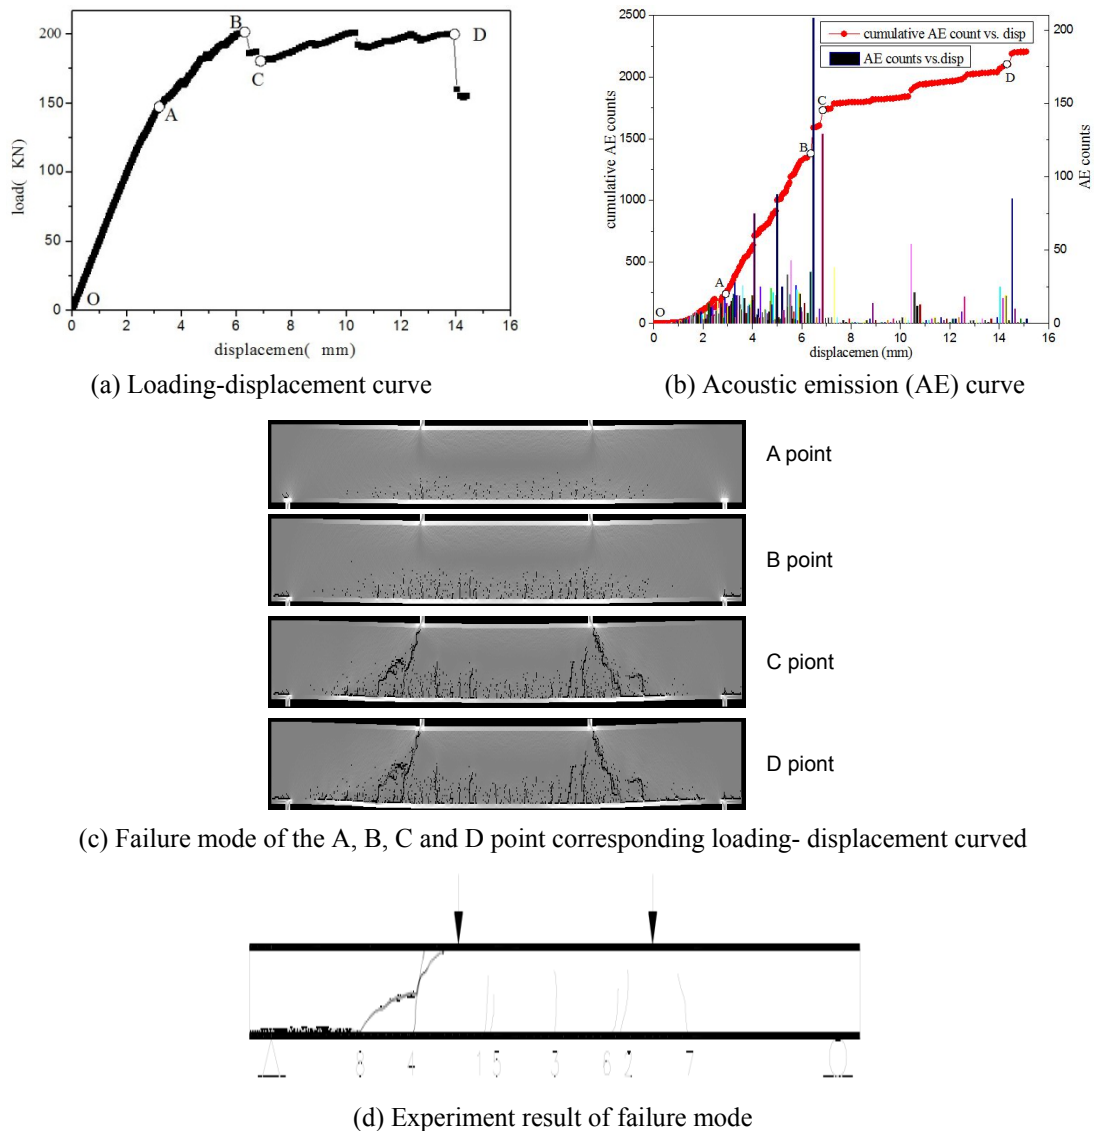 200
150
100
50
0
load( KN)
O
A
B
C
D
0 2 4 6 8 10 12 14 16
displacemen( mm)
(a) Loading-displacement curve
2500
2000
1500
1000
500
0
cumulative AE counts
cumulative AE count vs. disp
AE counts vs.disp
O
A
B
C
D
200
150
100
50
0
AE counts
0 2 4 6 8 10 12 14 16
displacemen (mm)
(b) Acoustic emission (AE) curve
A point
B point
C piont
D piont
(c) Failure mode of the A, B, C and D point corresponding loading- displacement curved
8 4 1 5 3 6 2 7
(d) Experiment result of failure mode